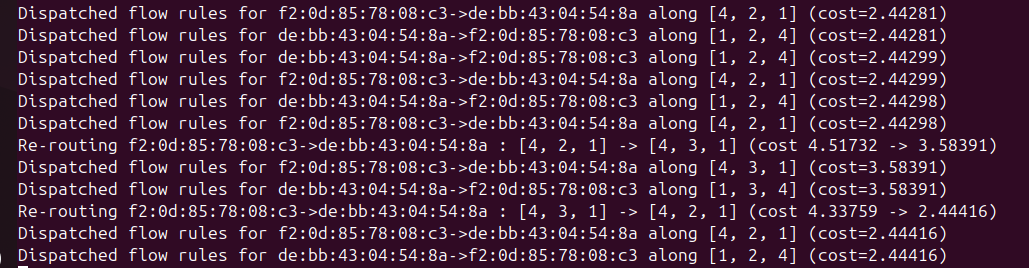 Dispatched flow rules for f2:0d:85:78:08:c3->de:bb:43:04:54:8a along [4, 2, 1] (cost=2.44281)
Dispatched flow rules for de:bb:43:04:54:8a->f2:0d:85:78:08:c3 along [1, 2, 4] (cost=2.44281)
Dispatched flow rules for de:bb:43:04:54:8a->f2:0d:85:78:08:c3 along [1, 2, 4] (cost=2.44299)
Dispatched flow rules for f2:0d:85:78:08:c3->de:bb:43:04:54:8a along [4, 2, 1] (cost=2.44299)
Dispatched flow rules for de:bb:43:04:54:8a->f2:0d:85:78:08:c3 along [1, 2, 4] (cost=2.44298)
Dispatched flow rules for f2:0d:85:78:08:c3->de:bb:43:04:54:8a along [4, 2, 1] (cost=2.44298)
Re-routing f2:0d:85:78:08:c3->de:bb:43:04:54:8a : [4, 2, 1] -> [4, 3, 1] (cost 4.51732 -> 3.58391)
Dispatched flow rules for f2:0d:85:78:08:c3->de:bb:43:04:54:8a along [4, 3, 1] (cost=3.58391)
Dispatched flow rules for de:bb:43:04:54:8a->f2:0d:85:78:08:c3 along [1, 3, 4] (cost=3.58391)
Re-routing f2:0d:85:78:08:c3->de:bb:43:04:54:8a : [4, 3, 1] -> [4, 2, 1] (cost 4.33759 -> 2.44416)
Dispatched flow rules for f2:0d:85:78:08:c3->de:bb:43:04:54:8a along [4, 2, 1] (cost=2.44416)
Dispatched flow rules for de:bb:43:04:54:8a->f2:0d:85:78:08:c3 along [1, 2, 4] (cost=2.44416)